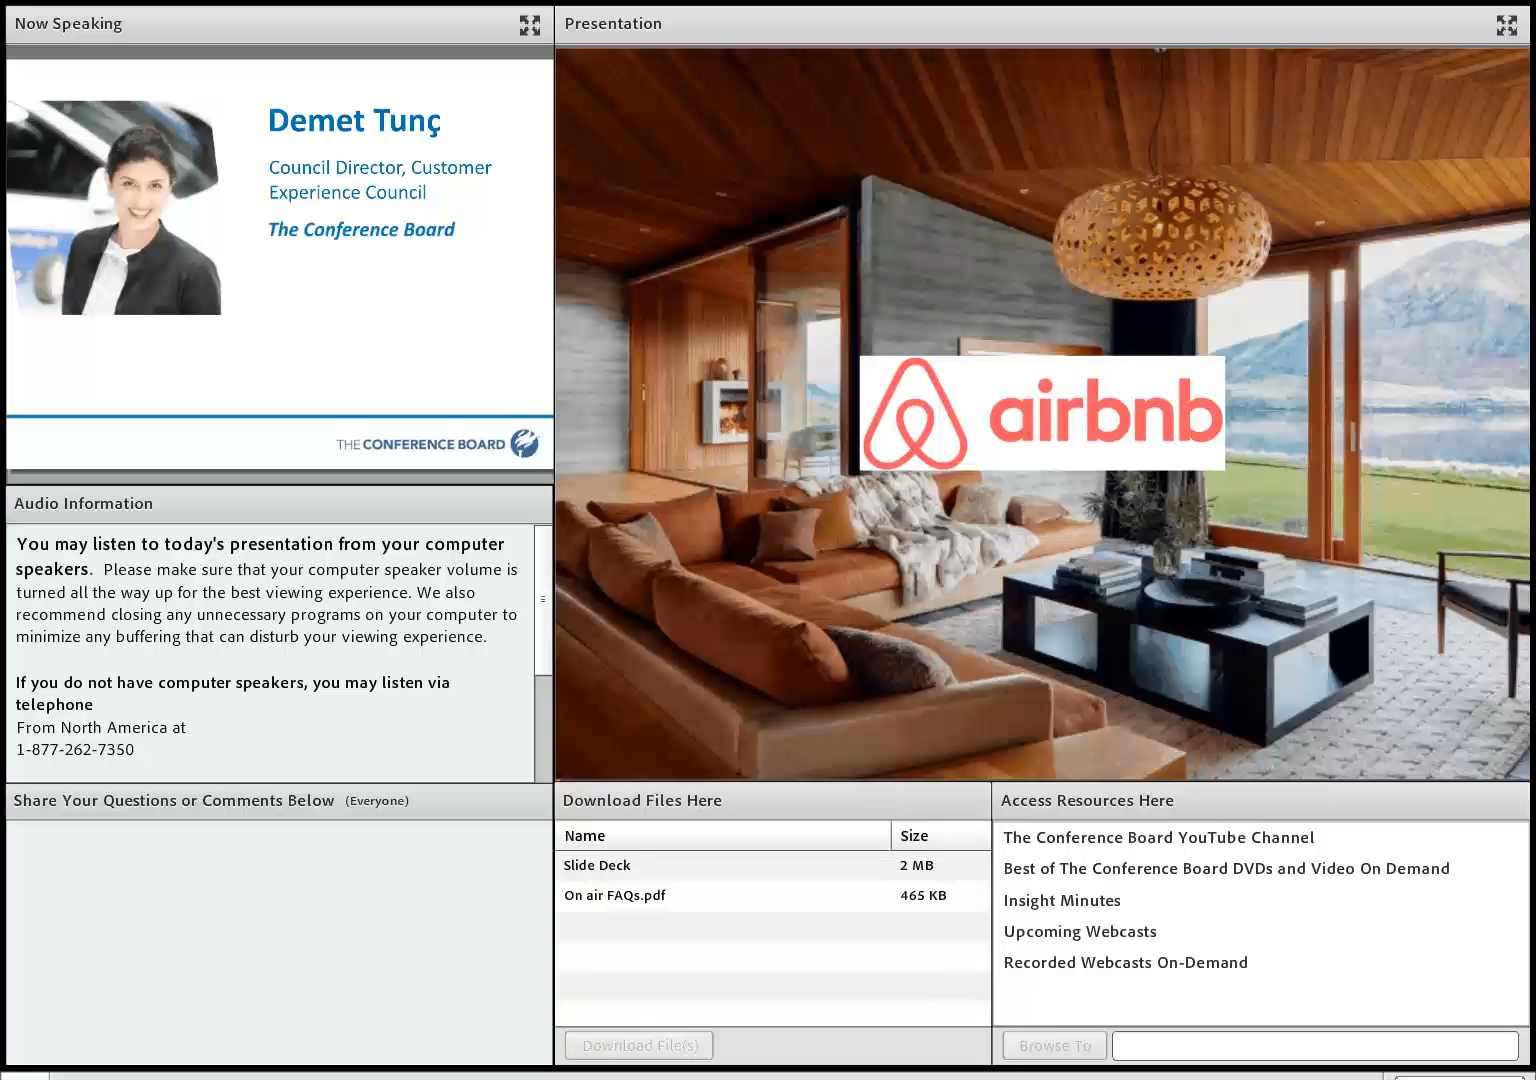 Now Speaking
Demet Tunç
Council Director, Customer
Experience Council
The Conference Board
THE CONFERENCE BOARD
Audio Information
You may listen to today's presentation from your computer
speakers. Please make sure that your computer speaker volume is
turned all the way up for the best viewing experience. We also
recommend closing any unnecessary programs on your computer to
minimize any buffering that can disturb your viewing experience.
If you do not have computer speakers, you may listen via
telephone
From North America at
1-877-262-7350
Share Your Questions or Comments Below (Everyone)
Presentation
airbnb
Download Files Here
Name Size
Slide Deck 2 MB
On air FAQs.pdf 465 KB
Download File(s)
Access Resources Here
The Conference Board YouTube Channel
Best of The Conference Board DVDs and Video On Demand
Insight Minutes
Upcoming Webcasts
Recorded Webcasts On-Demand
Browse To